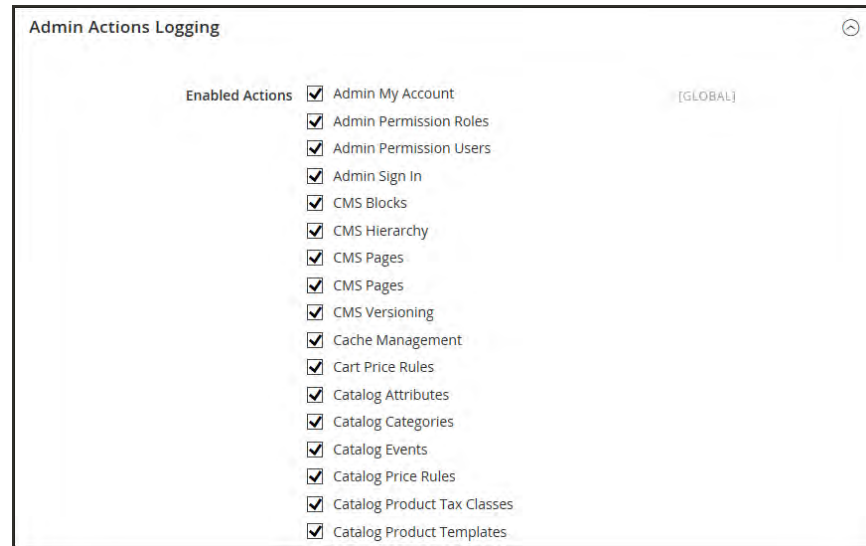 Admin Actions Logging
Enabled Actions Admin My Account [GLOBAL]
Admin Permission Roles
Admin Permission Users
Admin Sign In
CMS Blocks
CMS Hierarchy
CMS Pages
CMS Pages
CMS Versioning
Cache Management
Cart Price Rules
Catalog Attributes
Catalog Categories
Catalog Events
Catalog Price Rules
Catalog Product Tax Classes
Catalog Product Templates